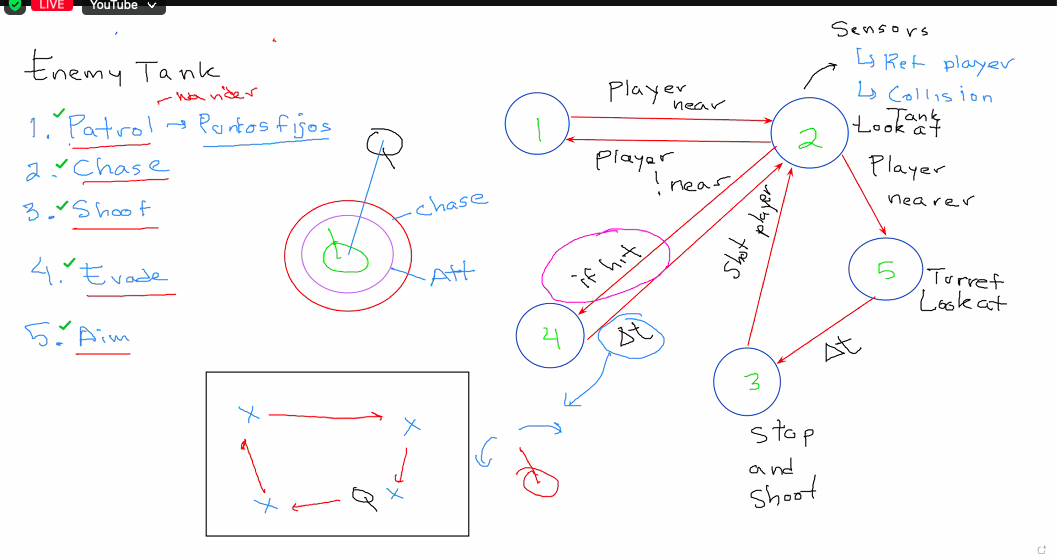 LIVE
YouTube
Enemy Tank
wander
1. Patrol → Puntos fijos
2. Chase
3. Shoot
4. Evade
5. Aim
chase
Att
Sensors
↳ Ref player
↳ Collision
1
Player near
Player ! near
2
Tank
Look at
Player
nearer
if hit
Shot player
4
Δt
5
Turret
Look at
Δt
3
Stop
and
Shoot
X
X
X
X